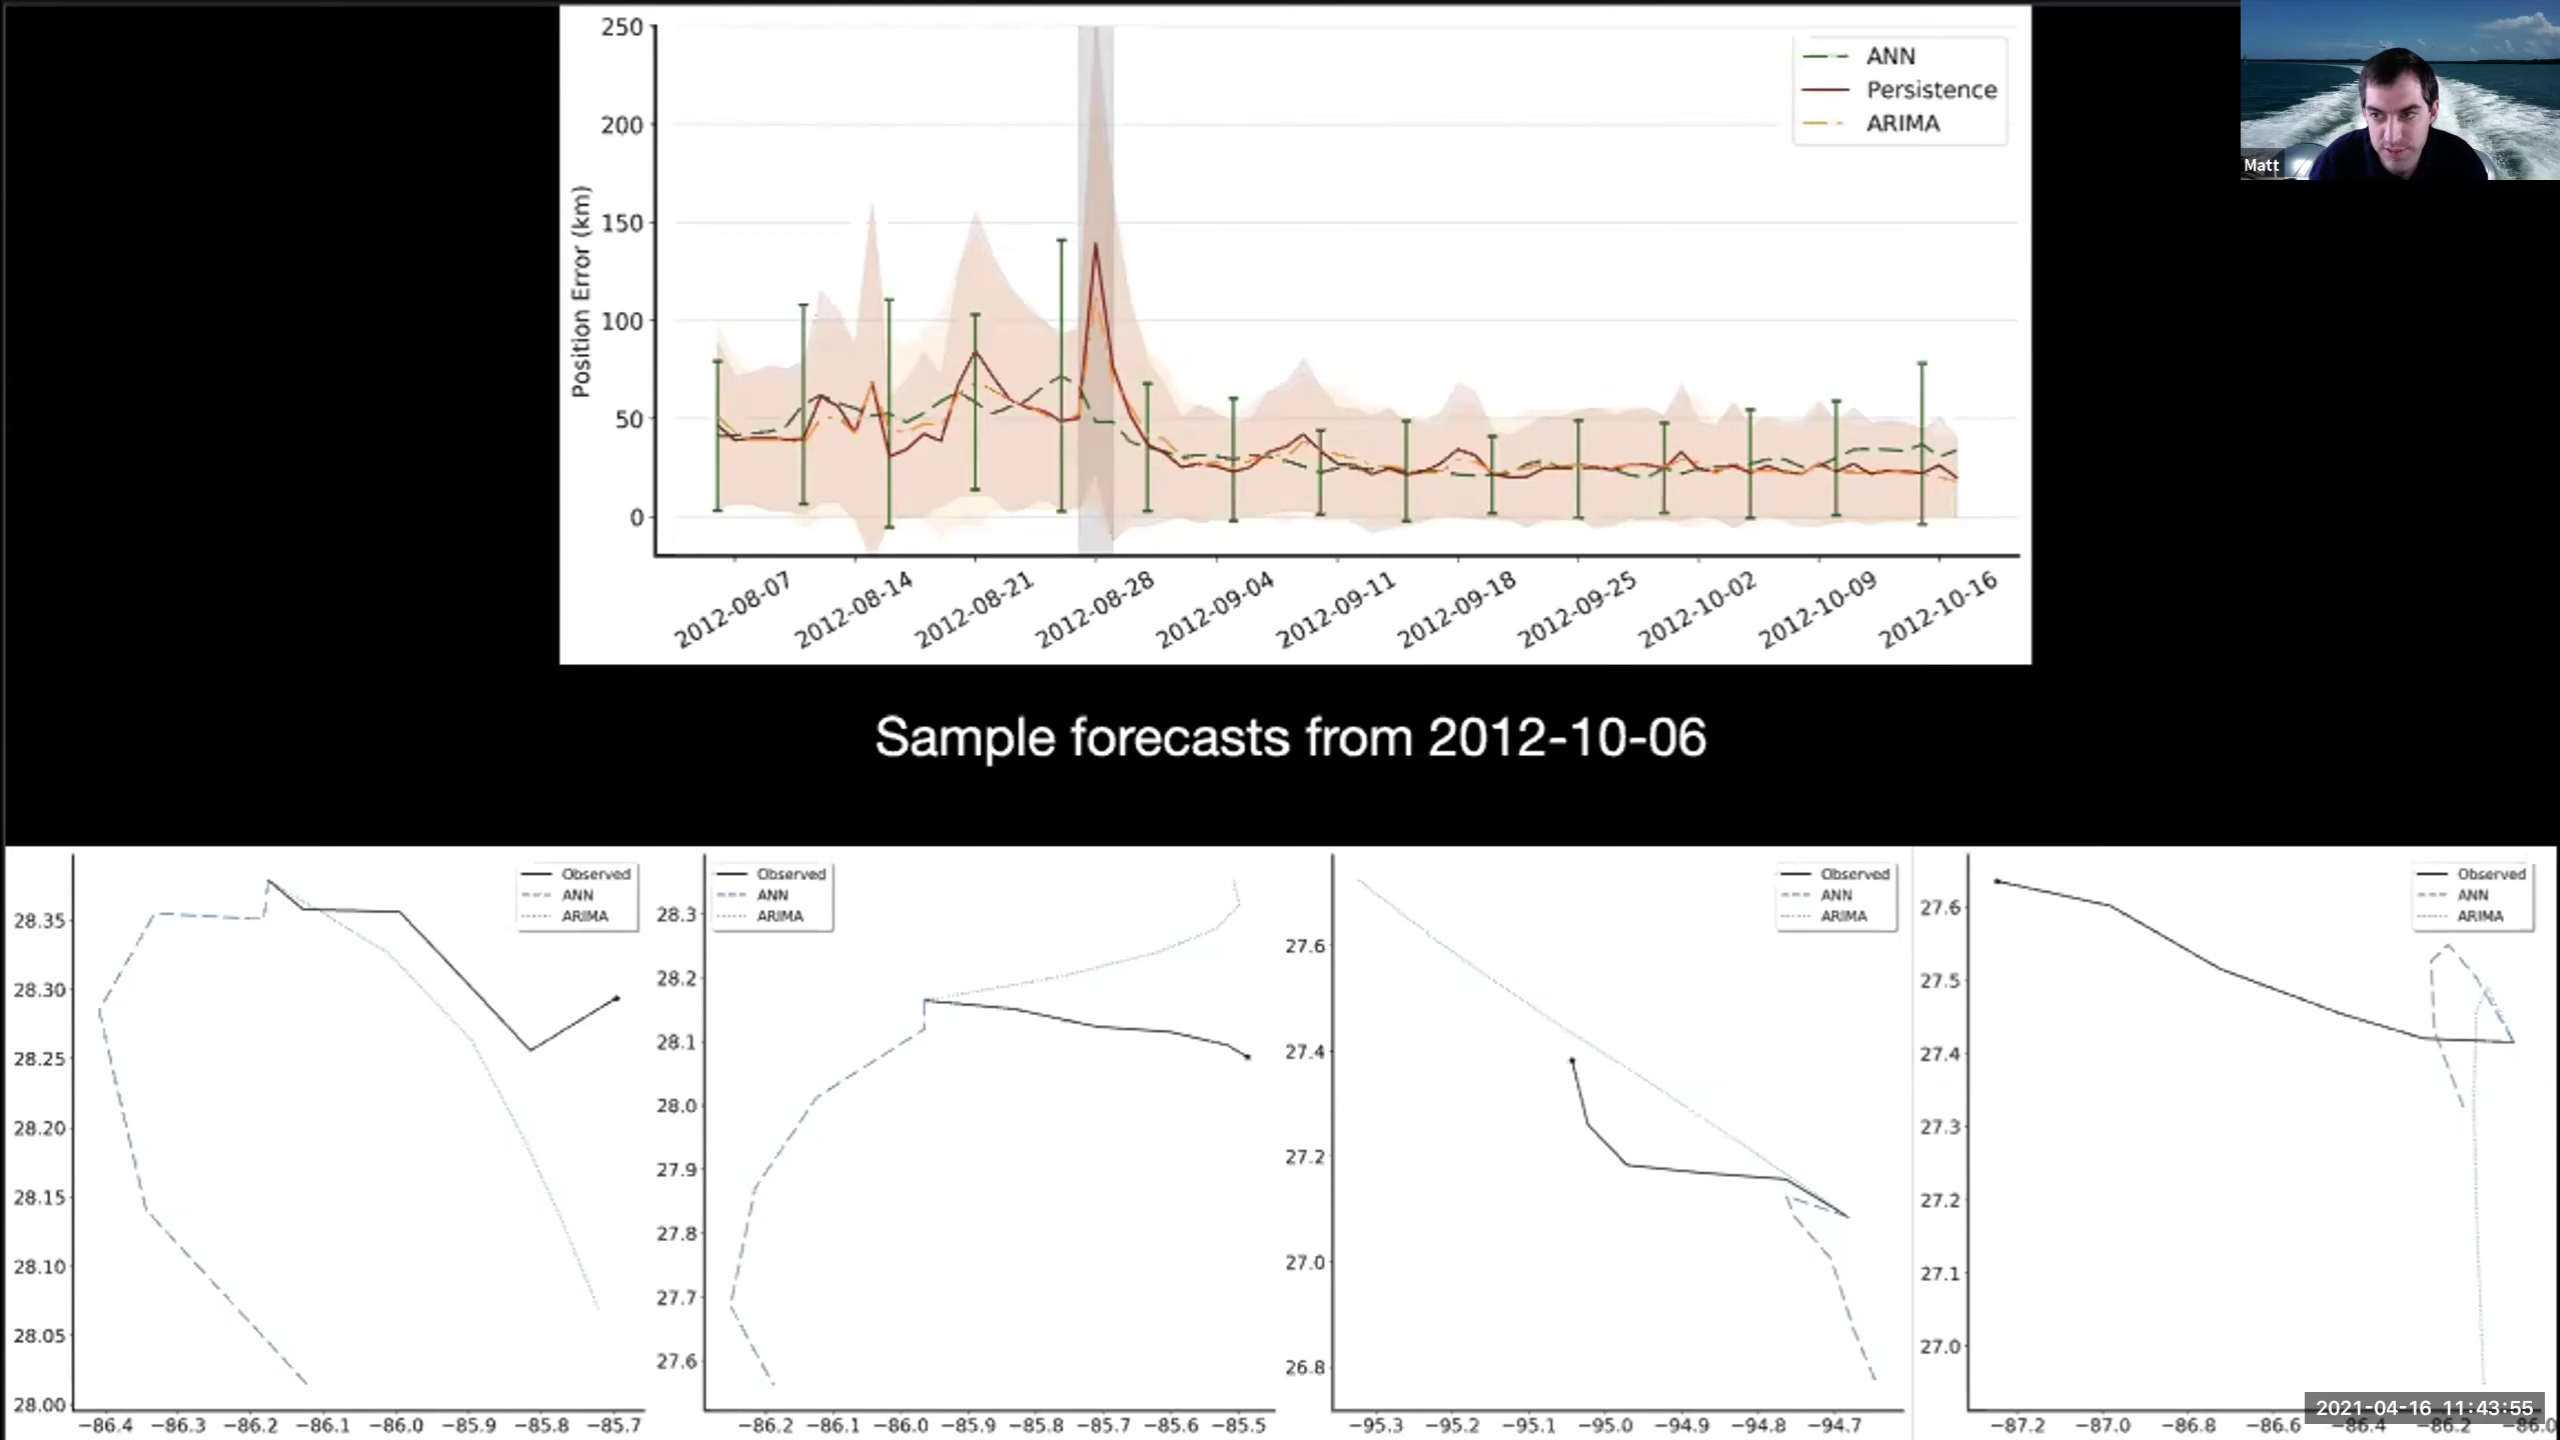 250
200
150
100
50
0
Position Error (km)
ANN
Persistence
ARIMA
Matt
2012-08-07
2012-08-14
2012-08-21
2012-08-28
2012-09-04
2012-09-11
2012-09-18
2012-09-25
2012-10-02
2012-10-09
2012-10-16
Sample forecasts from 2012-10-06
Observed
ANN
ARIMA
28.35
28.30
28.25
28.20
28.15
28.10
28.05
28.00
−86.4 −86.3 −86.2 −86.1 −86.0 −85.9 −85.8 −85.7
Observed
ANN
ARIMA
28.3
28.2
28.1
28.0
27.9
27.8
27.7
27.6
−86.2 −86.1 −86.0 −85.9 −85.8 −85.7 −85.6 −85.5
Observed
ANN
ARIMA
27.6
27.4
27.2
27.0
26.8
−95.3 −95.2 −95.1 −95.0 −94.9 −94.8 −94.7
Observed
ANN
ARIMA
27.6
27.5
27.4
27.3
27.2
27.1
27.0
−87.2 −87.0 −86.8 −86.6 −86.4 −86.2 −86.0
2021-04-16 11:43:55